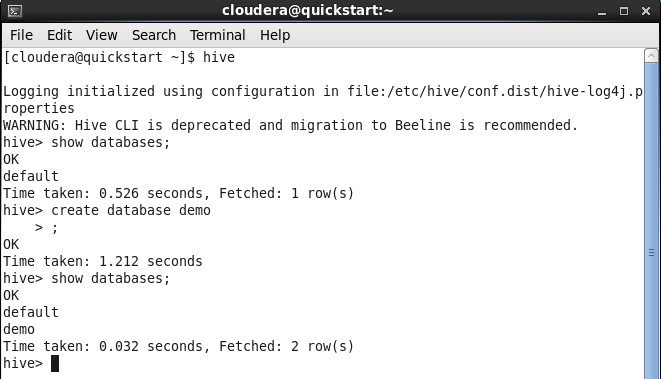 cloudera@quickstart:~
File Edit View Search Terminal Help
[cloudera@quickstart ~]$ hive
Logging initialized using configuration in file:/etc/hive/conf.dist/hive-log4j.p
roperties
WARNING: Hive CLI is deprecated and migration to Beeline is recommended.
hive> show databases;
OK
default
Time taken: 0.526 seconds, Fetched: 1 row(s)
hive> create database demo
    > ;
OK
Time taken: 1.212 seconds
hive> show databases;
OK
default
demo
Time taken: 0.032 seconds, Fetched: 2 row(s)
hive>